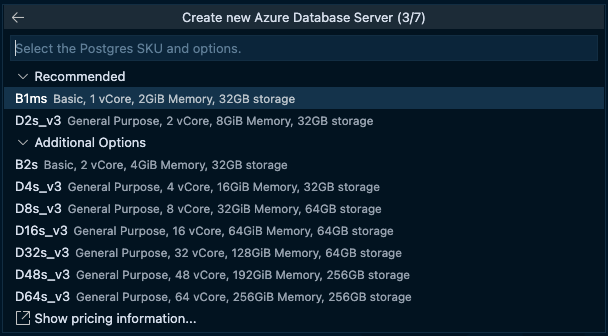 Create new Azure Database Server (3/7)
Select the Postgres SKU and options.
Recommended
B1ms Basic, 1 vCore, 2GiB Memory, 32GB storage
D2s_v3 General Purpose, 2 vCore, 8GiB Memory, 32GB storage
Additional Options
B2s Basic, 2 vCore, 4GiB Memory, 32GB storage
D4s_v3 General Purpose, 4 vCore, 16GiB Memory, 32GB storage
D8s_v3 General Purpose, 8 vCore, 32GiB Memory, 64GB storage
D16s_v3 General Purpose, 16 vCore, 64GiB Memory, 64GB storage
D32s_v3 General Purpose, 32 vCore, 128GiB Memory, 64GB storage
D48s_v3 General Purpose, 48 vCore, 192GiB Memory, 256GB storage
D64s_v3 General Purpose, 64 vCore, 256GiB Memory, 256GB storage
Show pricing information...